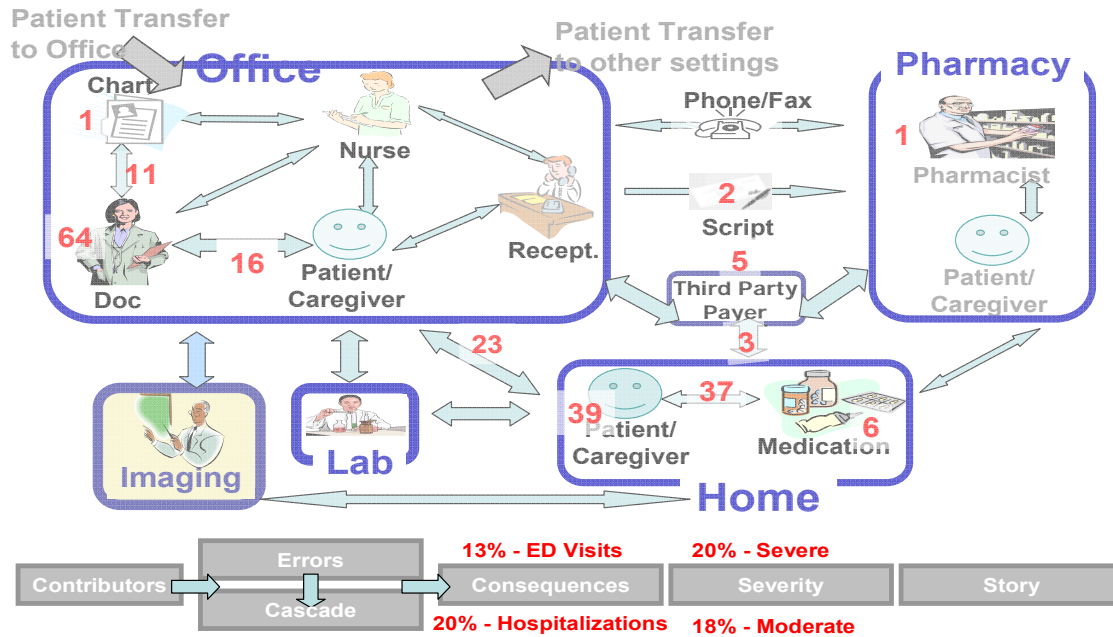 Patient Transfer
to Office
Patient Transfer
to other settings
Office
Pharmacy
Chart
1
Nurse
Phone/Fax
1
Pharmacist
11
2
Script
64
16
Recept.
Doc
Patient/
Caregiver
5
Third Party
Payer
Patient/
Caregiver
3
23
37
39
Patient/
Caregiver
6
Medication
Imaging
Lab
Home
13% - ED Visits
20% - Severe
Contributors
Errors
Cascade
Consequences
Severity
Story
20% - Hospitalizations
18% - Moderate